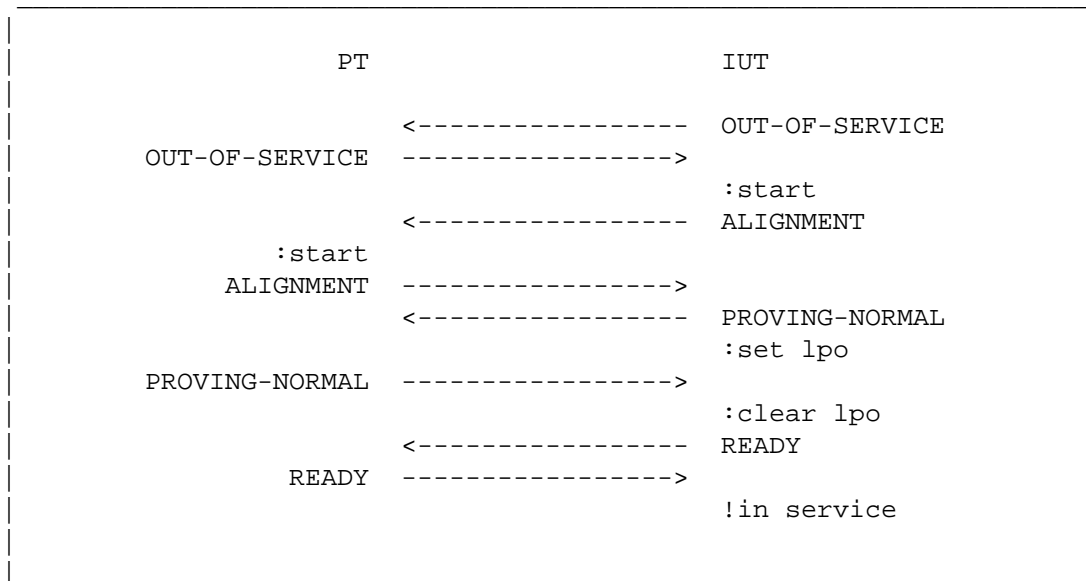 PT IUT
<----------------- OUT-OF-SERVICE
OUT-OF-SERVICE ----------------->
:start
<----------------- ALIGNMENT
:start
ALIGNMENT ----------------->
<----------------- PROVING-NORMAL
:set lpo
PROVING-NORMAL ----------------->
:clear lpo
<----------------- READY
READY ----------------->
!in service